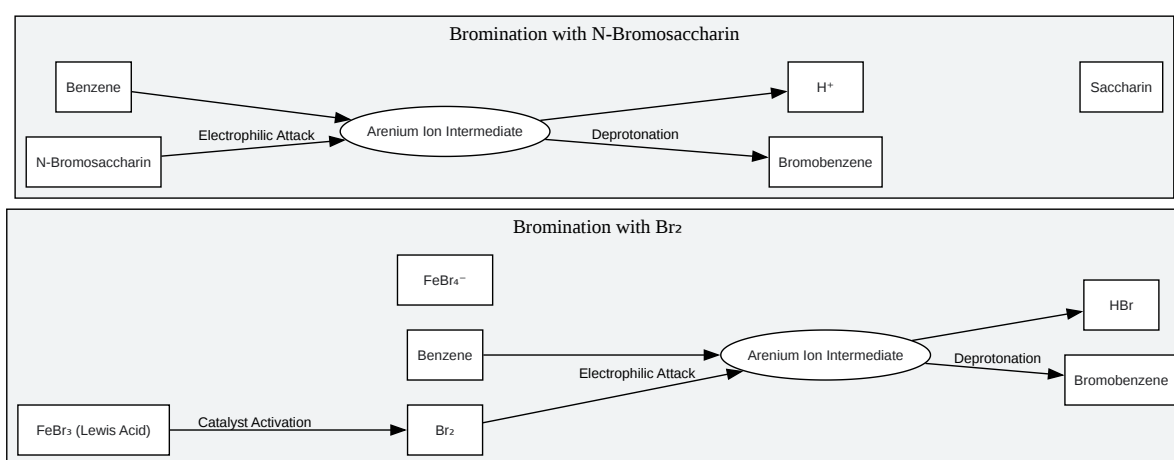 Bromination with N-Bromosaccharin
Benzene
H⁺
Saccharin
Electrophilic Attack
Arenium Ion Intermediate
Deprotonation
N-Bromosaccharin
Bromobenzene
Bromination with Br₂
FeBr₄⁻
HBr
Benzene
Arenium Ion Intermediate
Deprotonation
Electrophilic Attack
Bromobenzene
FeBr₃ (Lewis Acid)
Catalyst Activation
Br₂